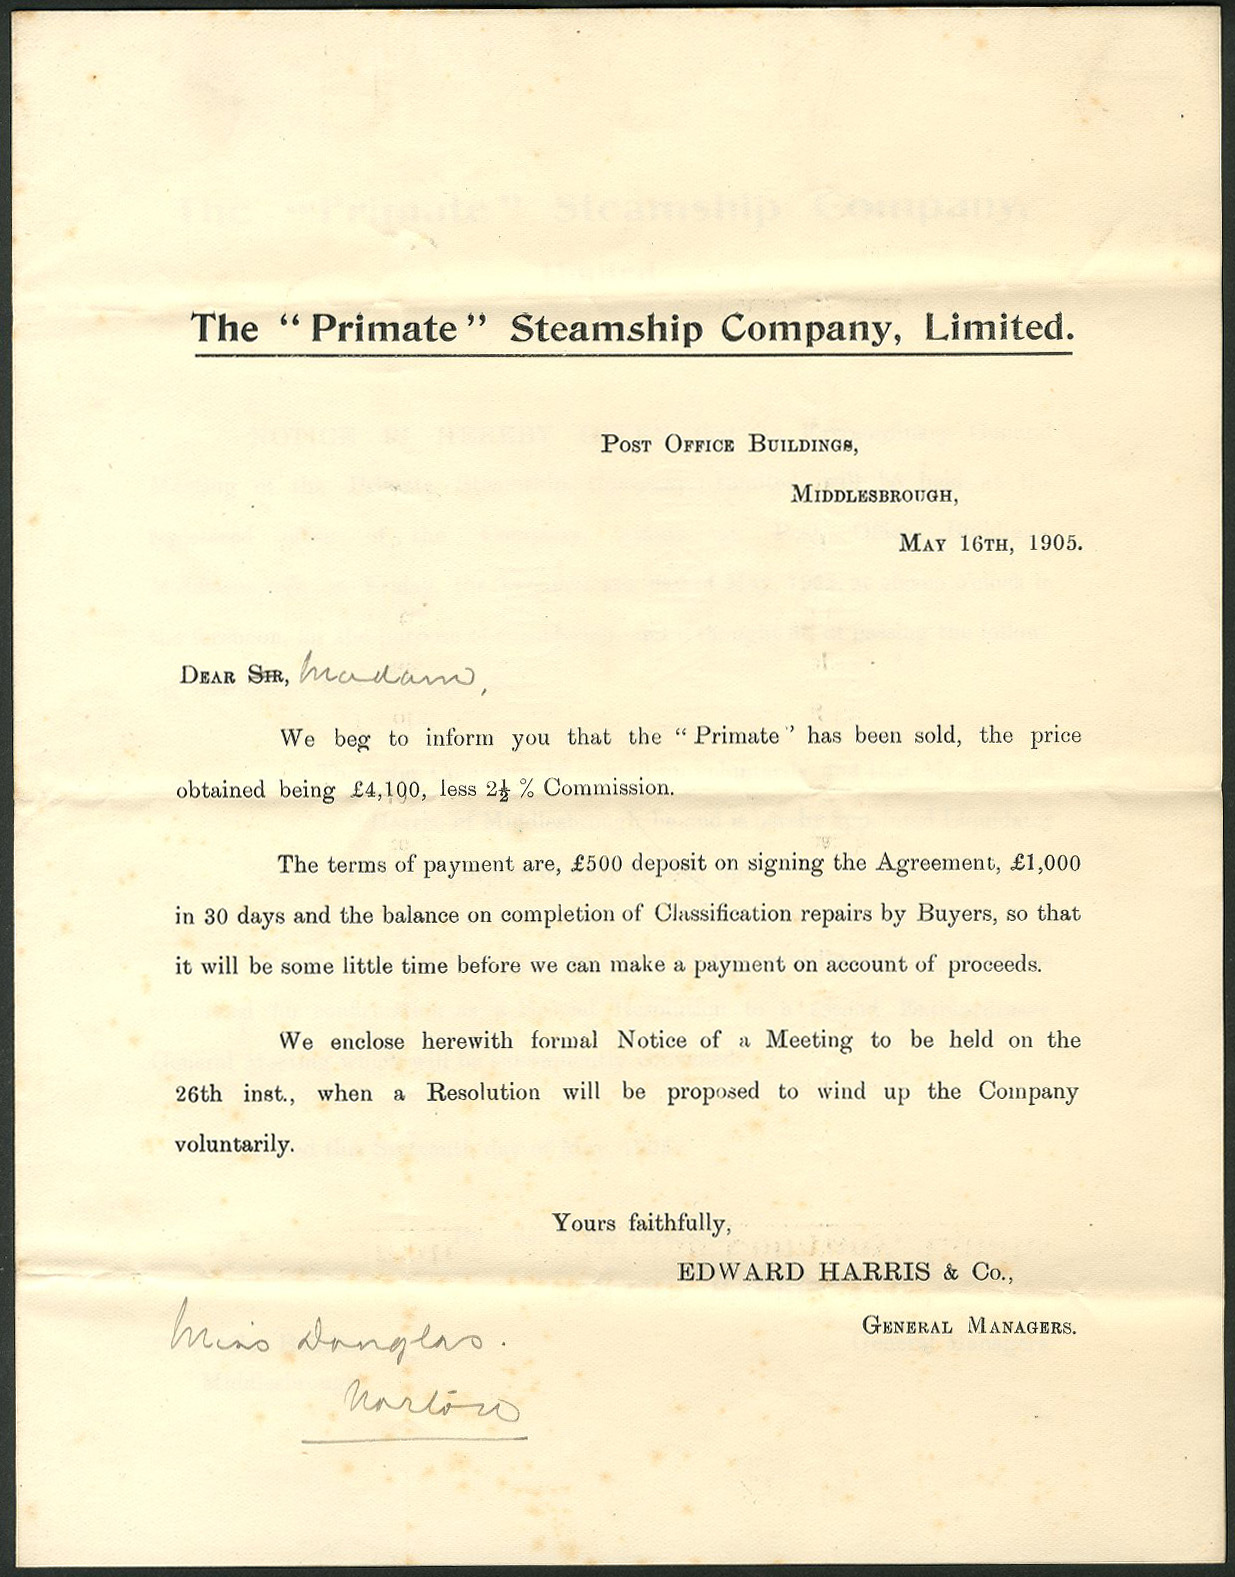 The “Primate” Steamship Company, Limited.
Post Office Buildings,
Middlesbrough,
May 16th, 1905.
Dear Sir, Madam,
We beg to inform you that the “Primate” has been sold, the price
obtained being £4,100, less 2½ % Commission.
The terms of payment are, £500 deposit on signing the Agreement, £1,000
in 30 days and the balance on completion of Classification repairs by Buyers, so that
it will be some little time before we can make a payment on account of proceeds.
We enclose herewith formal Notice of a Meeting to be held on the
26th inst., when a Resolution will be proposed to wind up the Company
voluntarily.
Yours faithfully,
EDWARD HARRIS & Co.,
General Managers.
Miss Douglas.
Norton